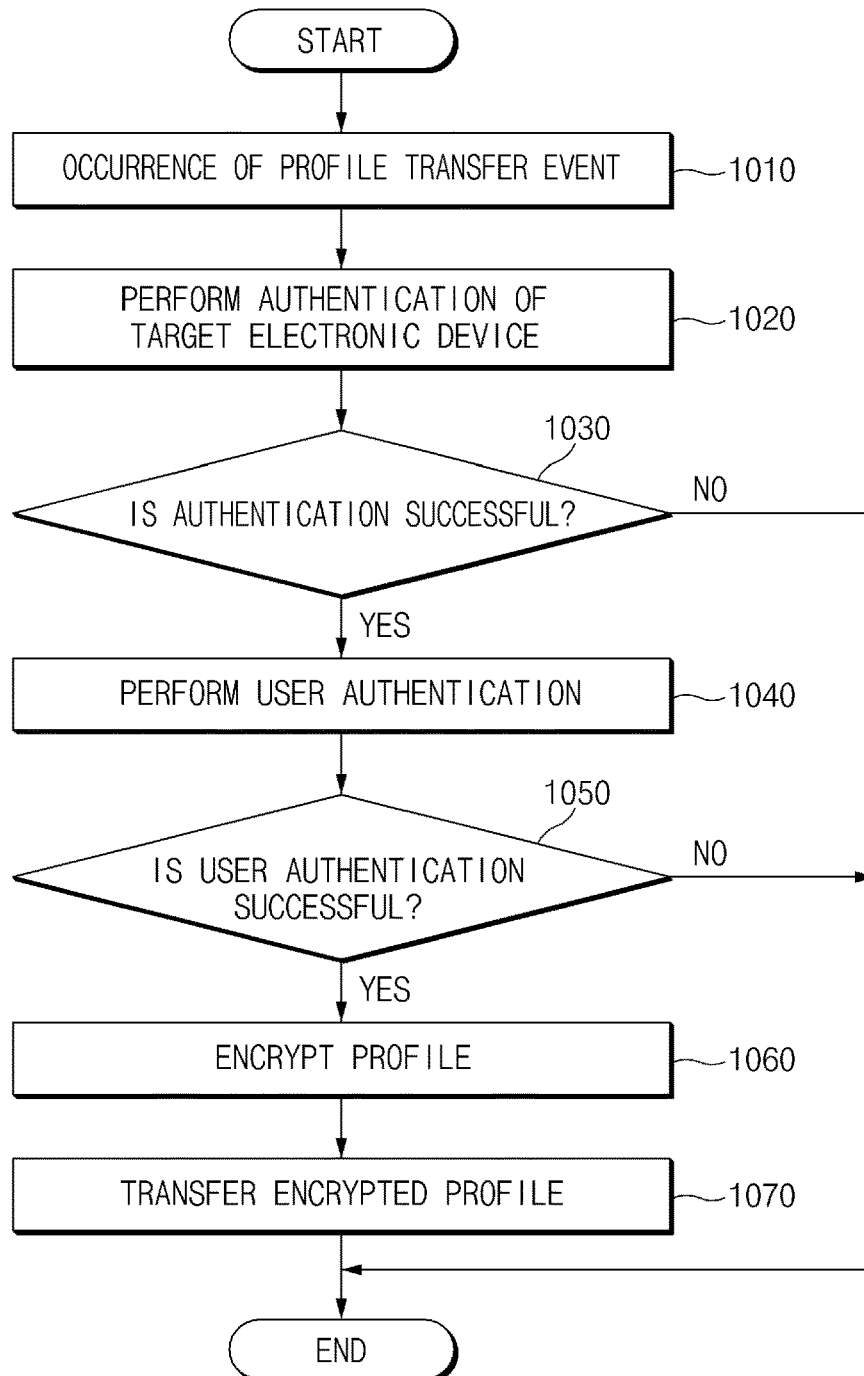 START
OCCURRENCE OF PROFILE TRANSFER EVENT
1010
PERFORM AUTHENTICATION OF
TARGET ELECTRONIC DEVICE
1020
1030
IS AUTHENTICATION SUCCESSFUL?
NO
YES
PERFORM USER AUTHENTICATION
1040
1050
IS USER AUTHENTICATION
SUCCESSFUL?
NO
YES
ENCRYPT PROFILE
1060
TRANSFER ENCRYPTED PROFILE
1070
END